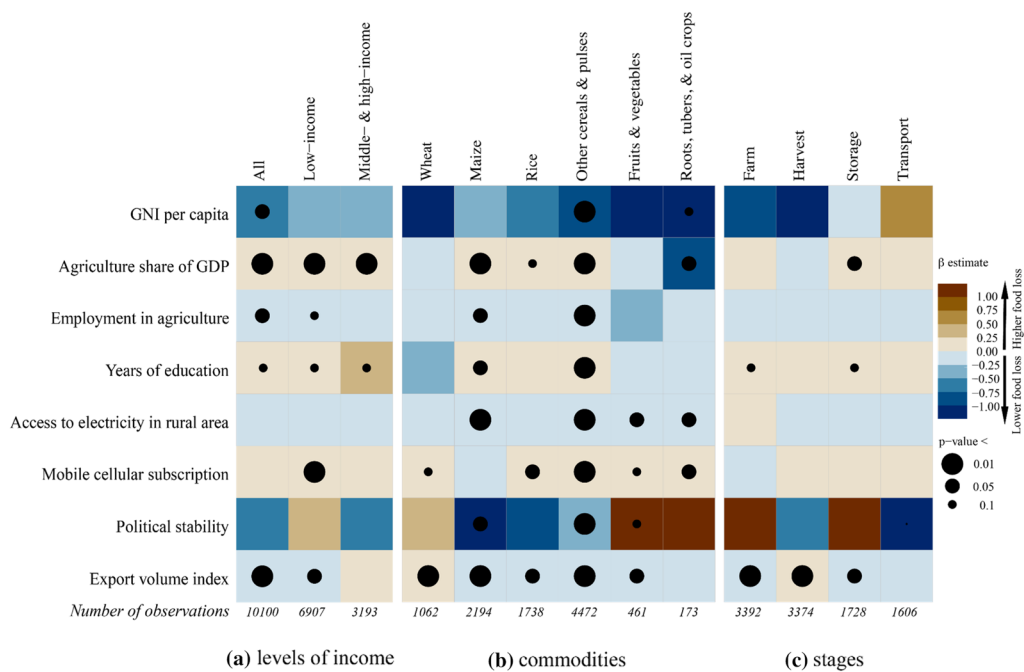 All
Low−income
Middle− & high−income
Wheat
Maize
Rice
Other cereals & pulses
Fruits & vegetables
Roots, tubers, & oil crops
Farm
Harvest
Storage
Transport
GNI per capita
Agriculture share of GDP
Employment in agriculture
Years of education
Access to electricity in rural area
Mobile cellular subscription
Political stability
Export volume index
Number of observations 10100 6907 3193 1062 2194 1738 4472 461 173 3392 3374 1728 1606
(a) levels of income (b) commodities (c) stages
β estimate
1.00
0.75
0.50
0.25
0.00
−0.25
−0.50
−0.75
−1.00
Higher food loss
Lower food loss
p−value <
0.01
0.05
0.1